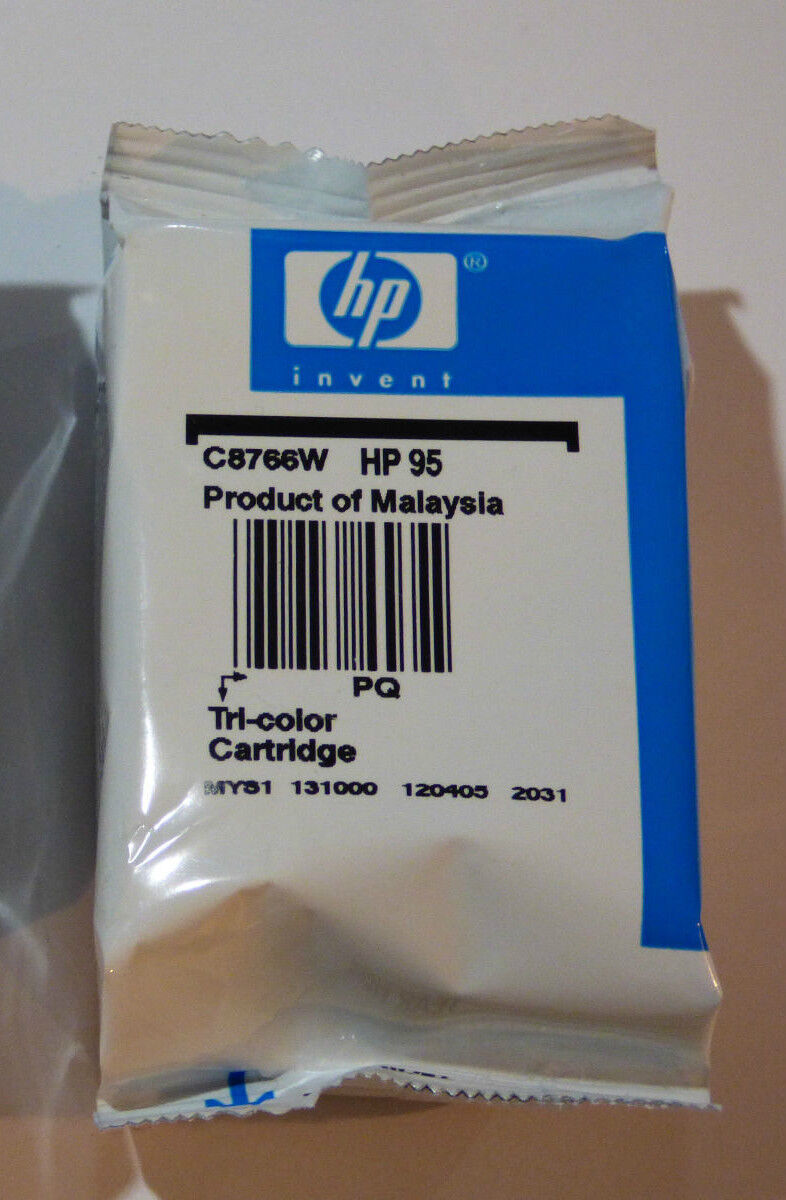 hp ®
invent
C8766W HP 95
Product of Malaysia
PQ
Tri-color
Cartridge
MYS1 131000 120405 2031